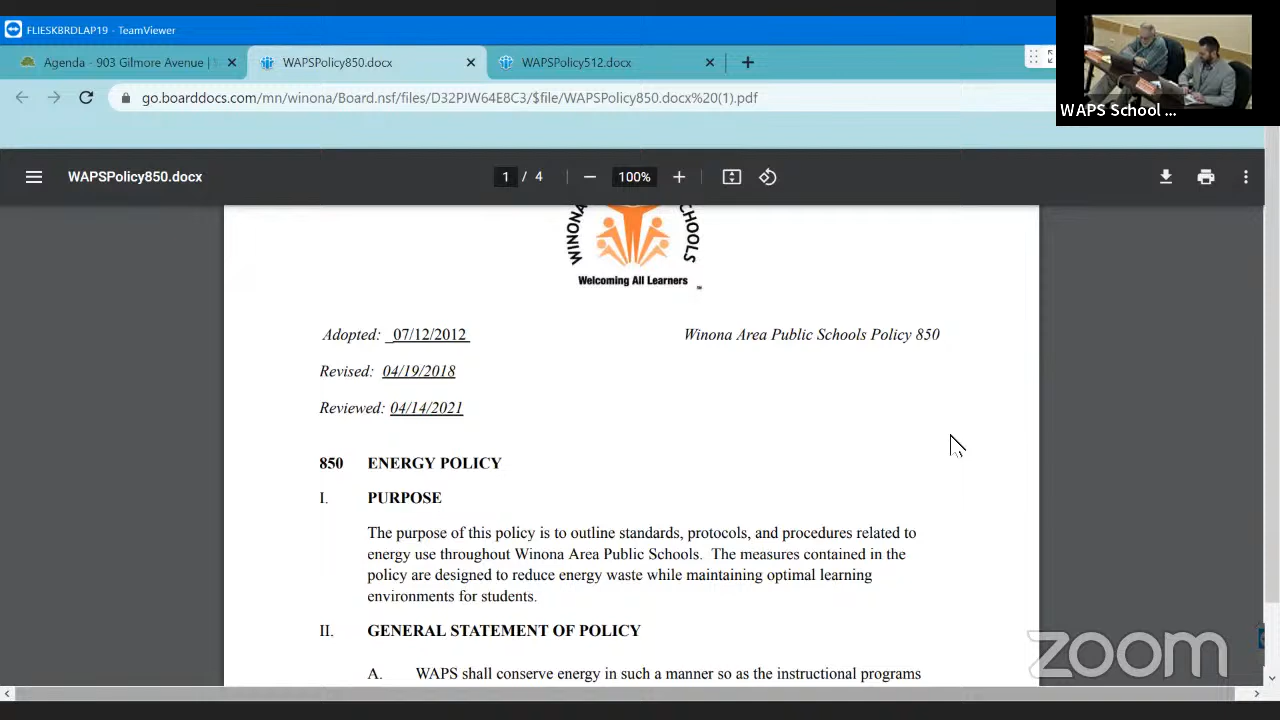 FLIESKBRDLAP19 - TeamViewer
Agenda - 903 Gilmore Avenue |
WAPSPolicy512.docx
go.boarddocs.com/mn/winona/Board.nsf/files/D32PJW64E8C3/$file/WAPSPolicy850.docx%20(1).pdf
WAPS School ...
WAPSPolicy850.docx
1 / 4
100%
WINONA
SCHOOLS
Welcoming All Learners
Adopted: 07/12/2012
Winona Area Public Schools Policy 850
Revised: 04/19/2018
Reviewed: 04/14/2021
850 ENERGY POLICY
I. PURPOSE
The purpose of this policy is to outline standards, protocols, and procedures related to
energy use throughout Winona Area Public Schools. The measures contained in the
policy are designed to reduce energy waste while maintaining optimal learning
environments for students.
II. GENERAL STATEMENT OF POLICY
A. WAPS shall conserve energy in such a manner so as the instructional programs
zoom